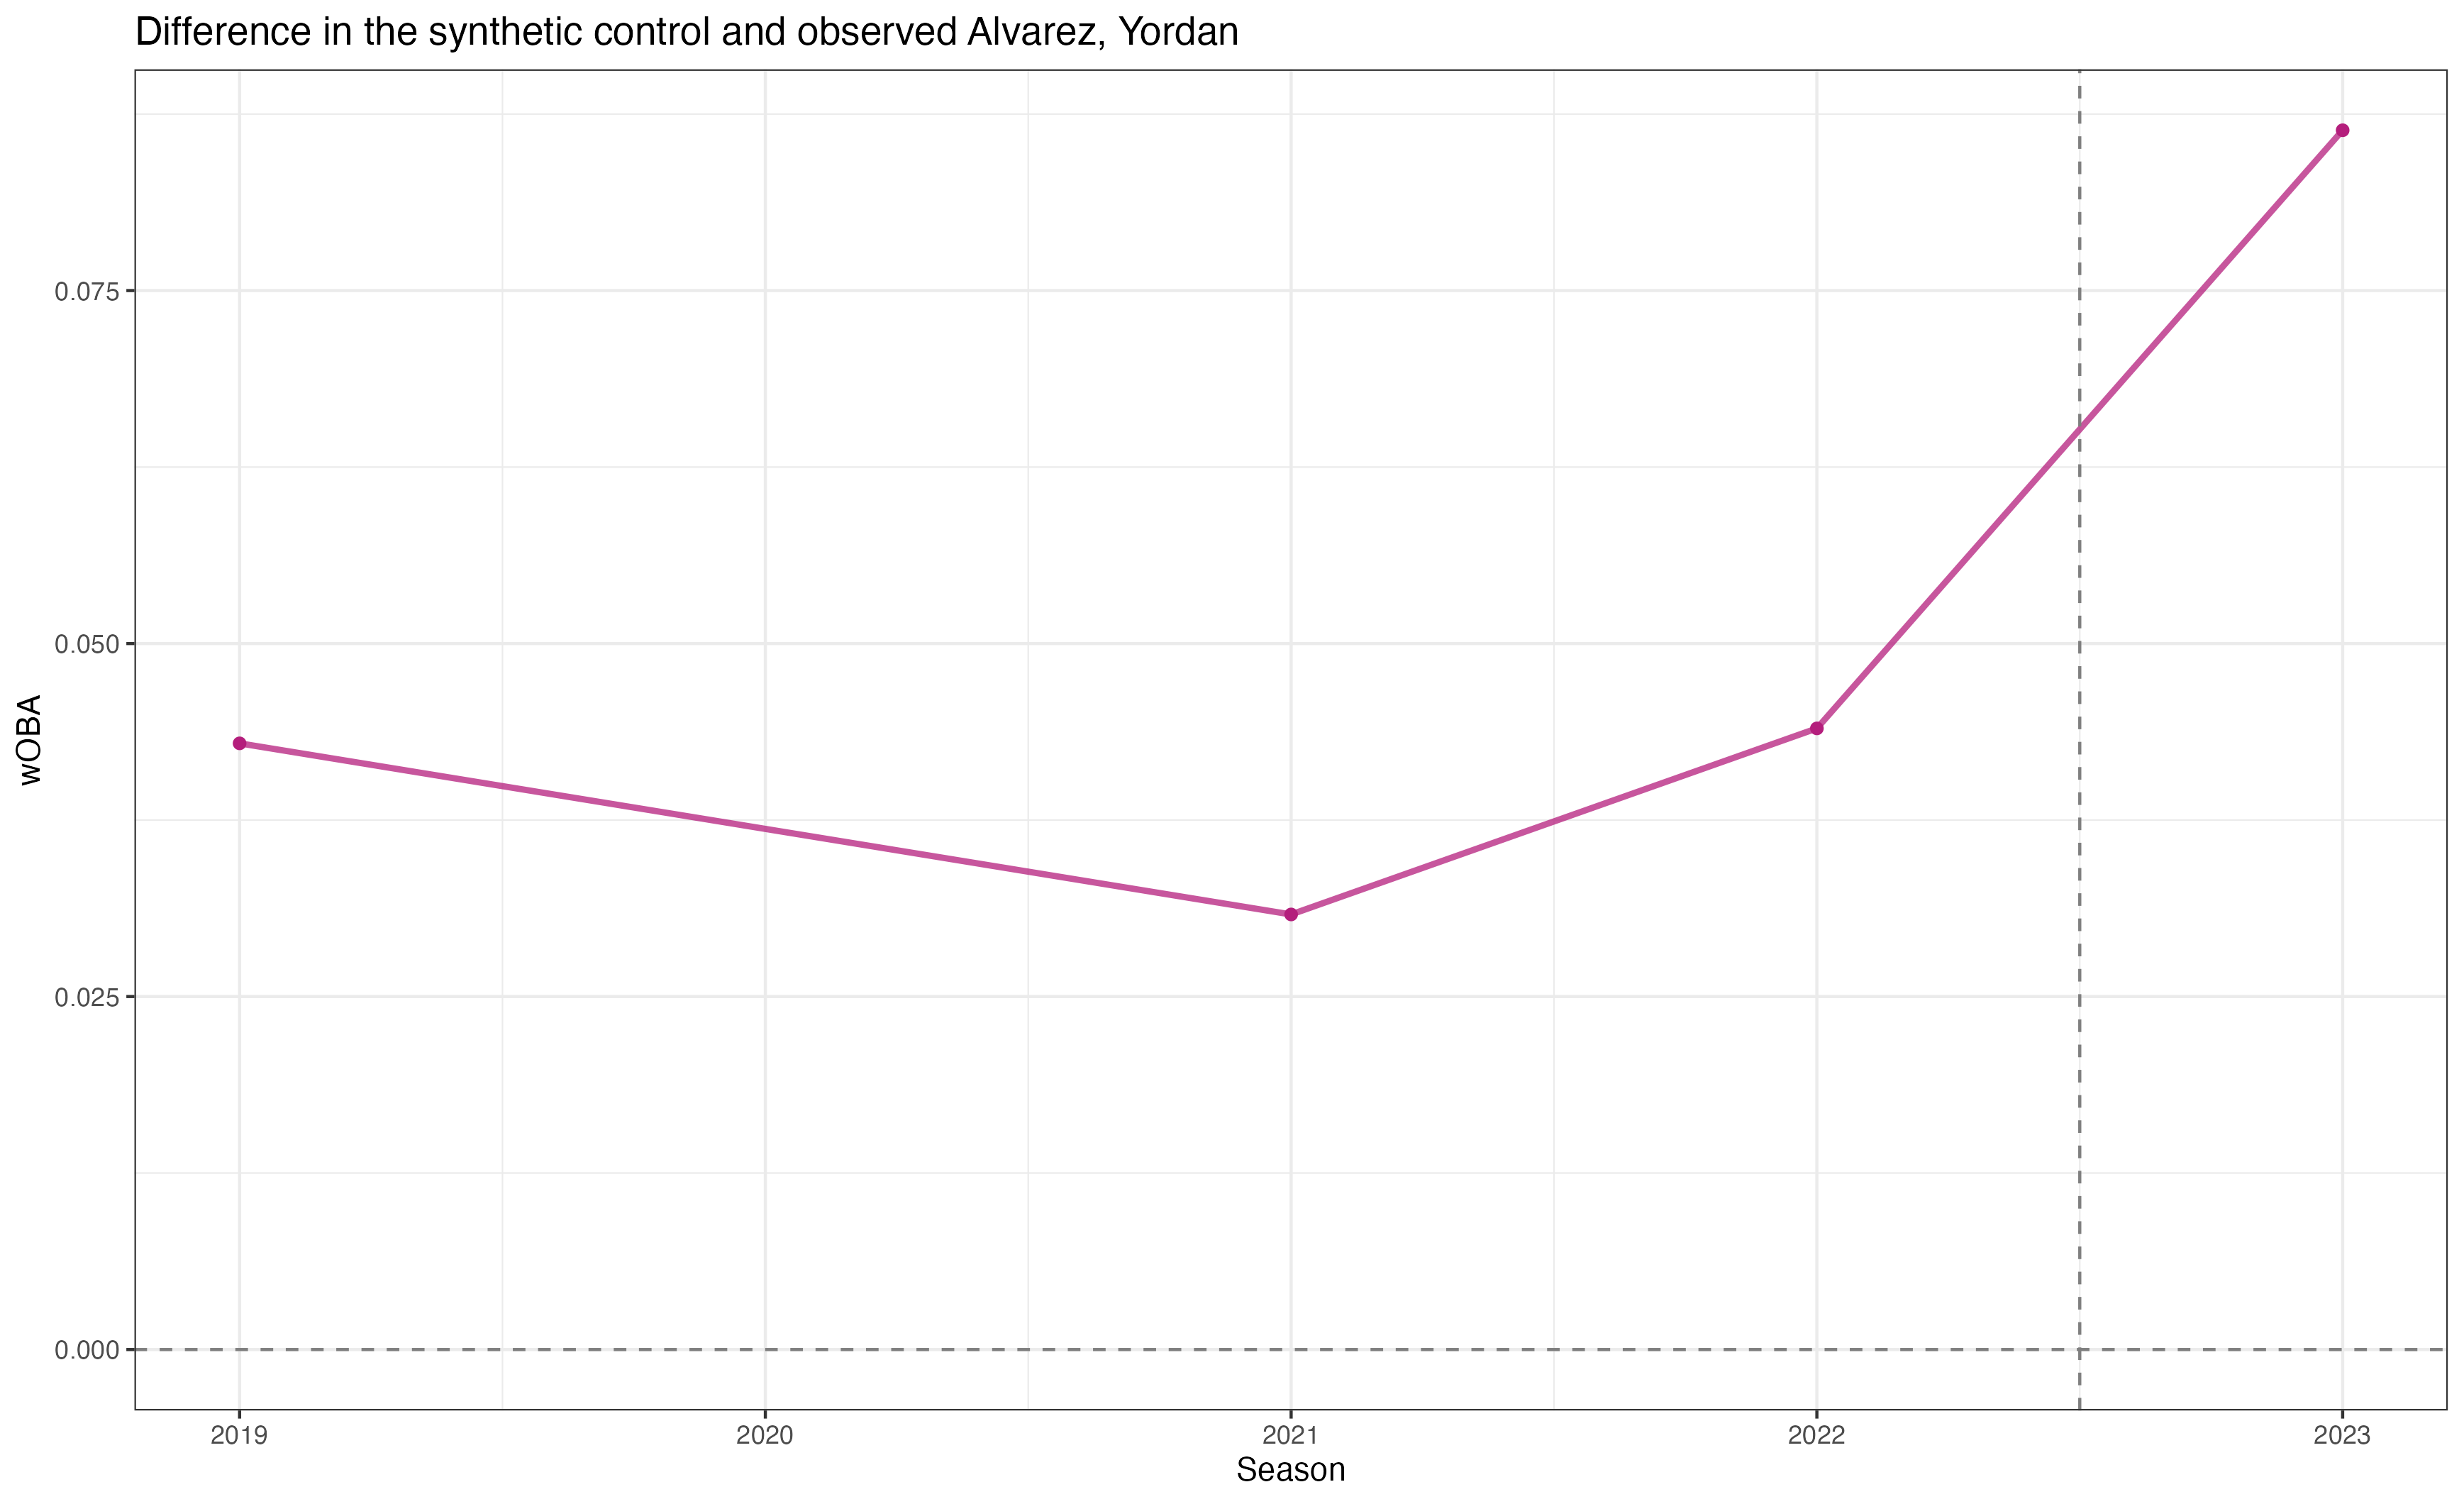 Difference in the synthetic control and observed Alvarez, Yordan
wOBA
0.075
0.050
0.025
0.000
2019 2020 2021 2022 2023
Season